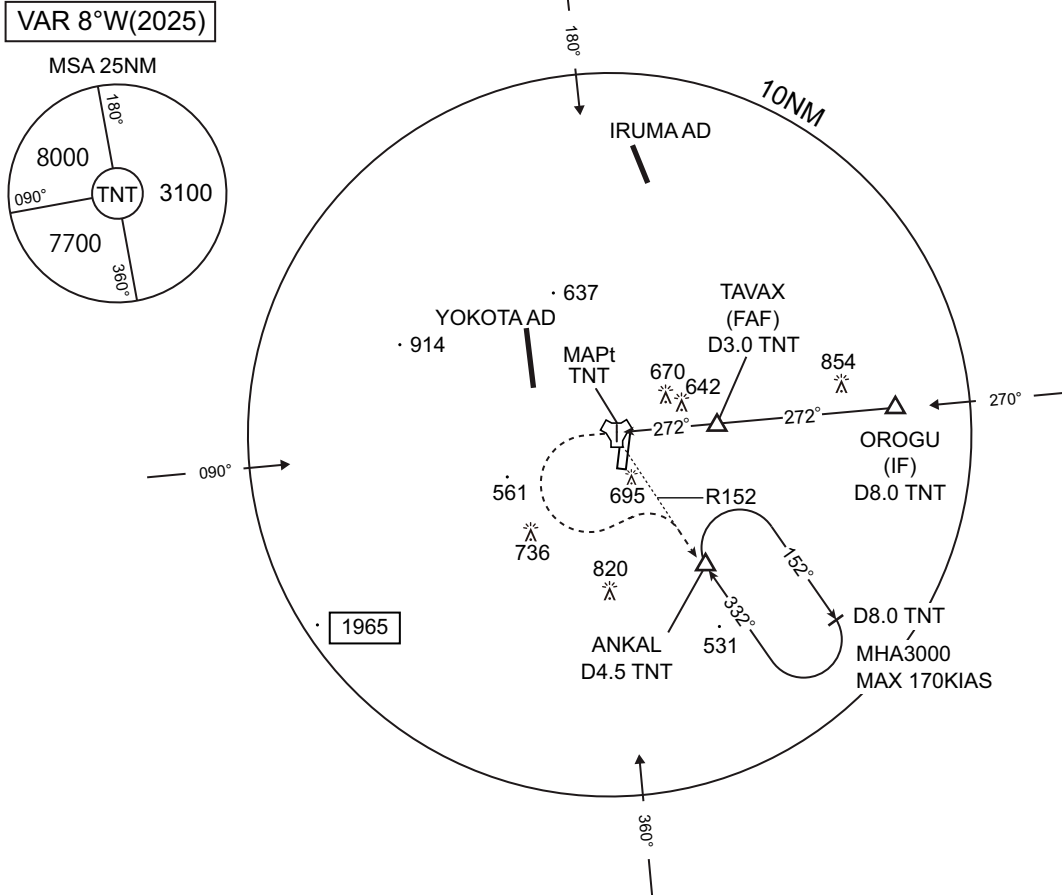 VAR 8°W(2025)
MSA 25NM
180°
8000
090°
TNT
3100
7700
360°
180°
10NM
IRUMA AD
637
YOKOTA AD
914
TAVAX
(FAF)
D3.0 TNT
MAPt
TNT
670
642
854
272°
272°
270°
OROGU
(IF)
D8.0 TNT
090°
561
695
R152
736
820
152°
332°
531
1965
ANKAL
D4.5 TNT
D8.0 TNT
MHA3000
MAX 170KIAS
360°